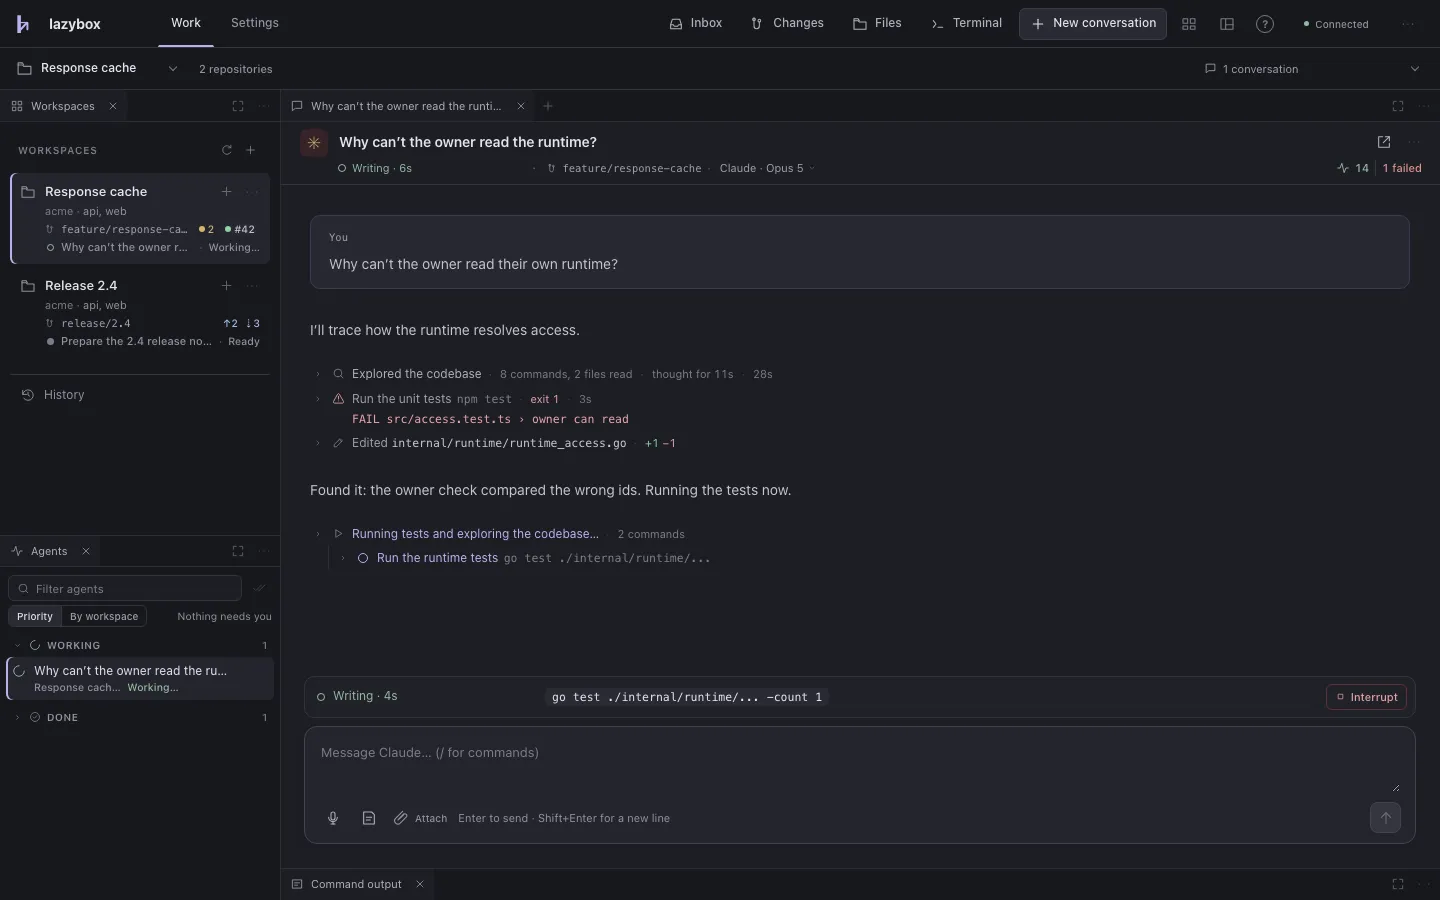 lazybox
Work
Settings
Inbox
Changes
Files
Terminal
New conversation
?
Connected
Response cache
2 repositories
1 conversation
Workspaces
WORKSPACES
Response cache
acme · api, web
feature/response-ca…
2
#42
Why can't the owner r… · Working…
Release 2.4
acme · api, web
release/2.4
↑2 ↓3
Prepare the 2.4 release no… · Ready
History
Agents
Filter agents
Priority
By workspace
Nothing needs you
WORKING
1
Why can't the owner read the ru…
Response cach… Working…
DONE
1
Why can't the owner read the runti…
Why can't the owner read the runtime?
Writing · 6s · feature/response-cache · Claude · Opus 5
14
1 failed
You
Why can't the owner read their own runtime?
I'll trace how the runtime resolves access.
Explored the codebase · 8 commands, 2 files read · thought for 11s · 28s
Run the unit tests npm test · exit 1 · 3s
FAIL src/access.test.ts › owner can read
Edited internal/runtime/runtime_access.go · +1 −1
Found it: the owner check compared the wrong ids. Running the tests now.
Running tests and exploring the codebase… · 2 commands
Run the runtime tests go test ./internal/runtime/...
Writing · 4s
go test ./internal/runtime/... -count 1
Interrupt
Message Claude… (/ for commands)
Attach
Enter to send · Shift+Enter for a new line
Command output